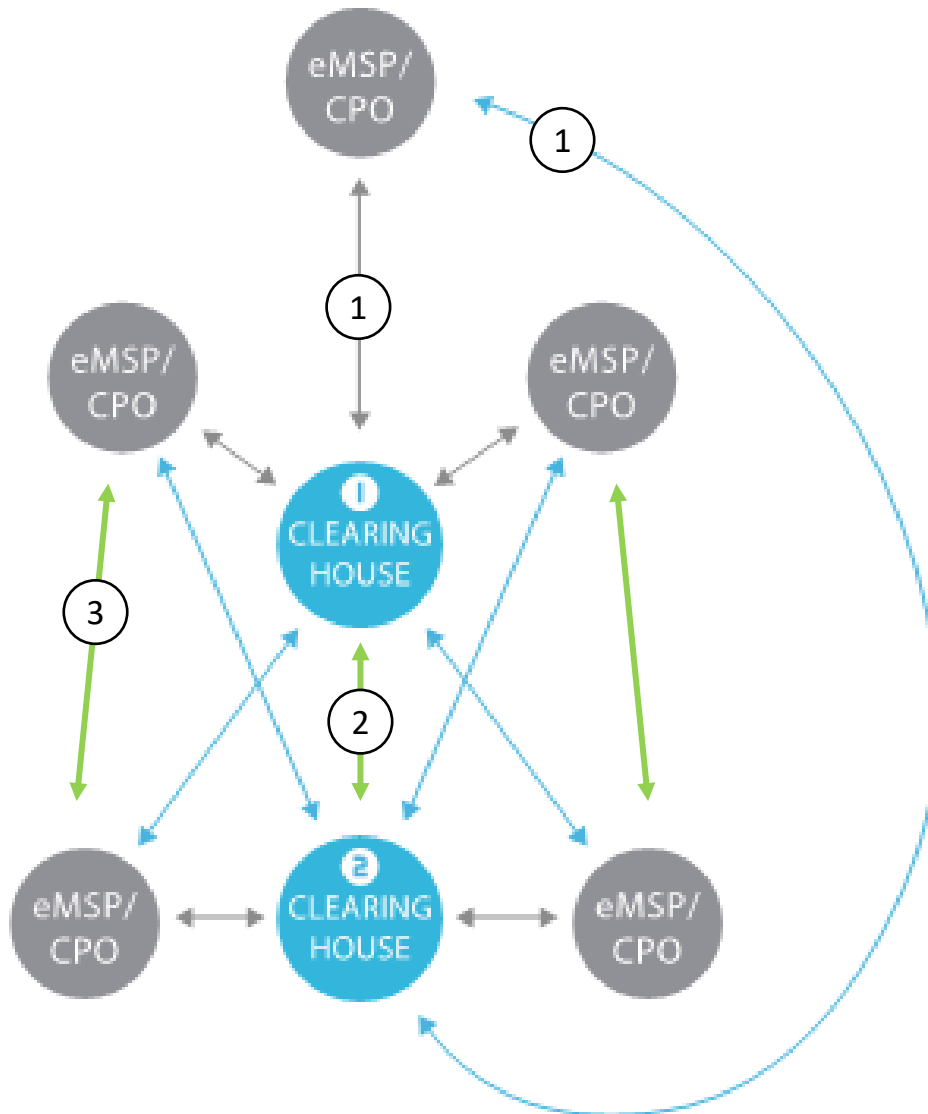 eMSP/
CPO
1
1
eMSP/
CPO
eMSP/
CPO
1
CLEARING
HOUSE
3
2
eMSP/
CPO
2
CLEARING
HOUSE
eMSP/
CPO